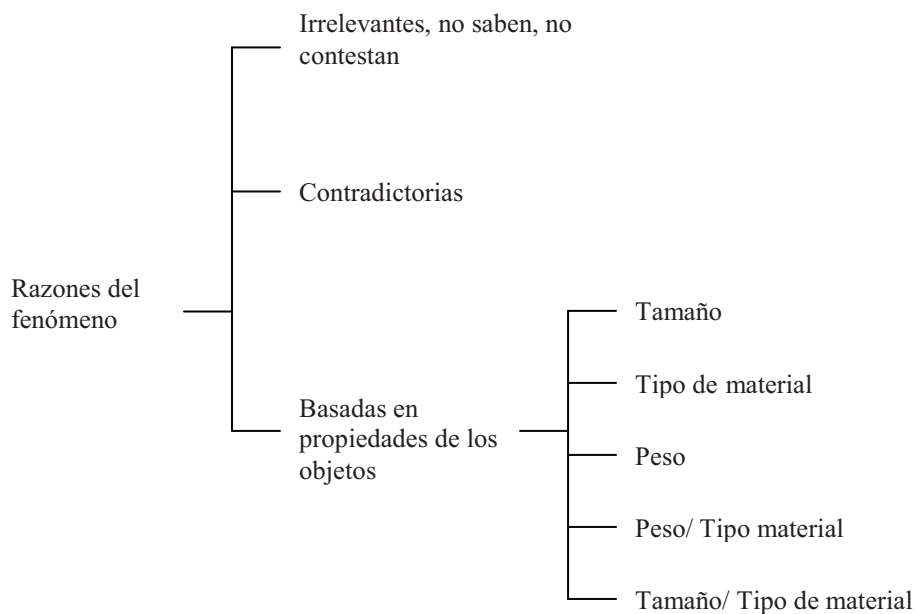 Irrelevantes, no saben, no
contestan
Contradictorias
Razones del
fenómeno
Basadas en
propiedades de los
objetos
Tamaño
Tipo de material
Peso
Peso/ Tipo material
Tamaño/ Tipo de material